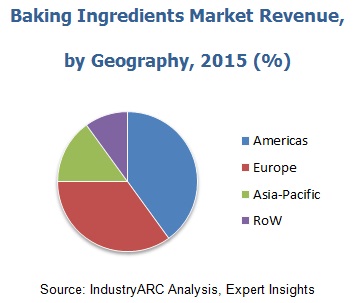 Baking Ingredients Market Revenue,
by Geography, 2015 (%)
Americas
Europe
Asia-Pacific
RoW
Source: IndustryARC Analysis, Expert Insights